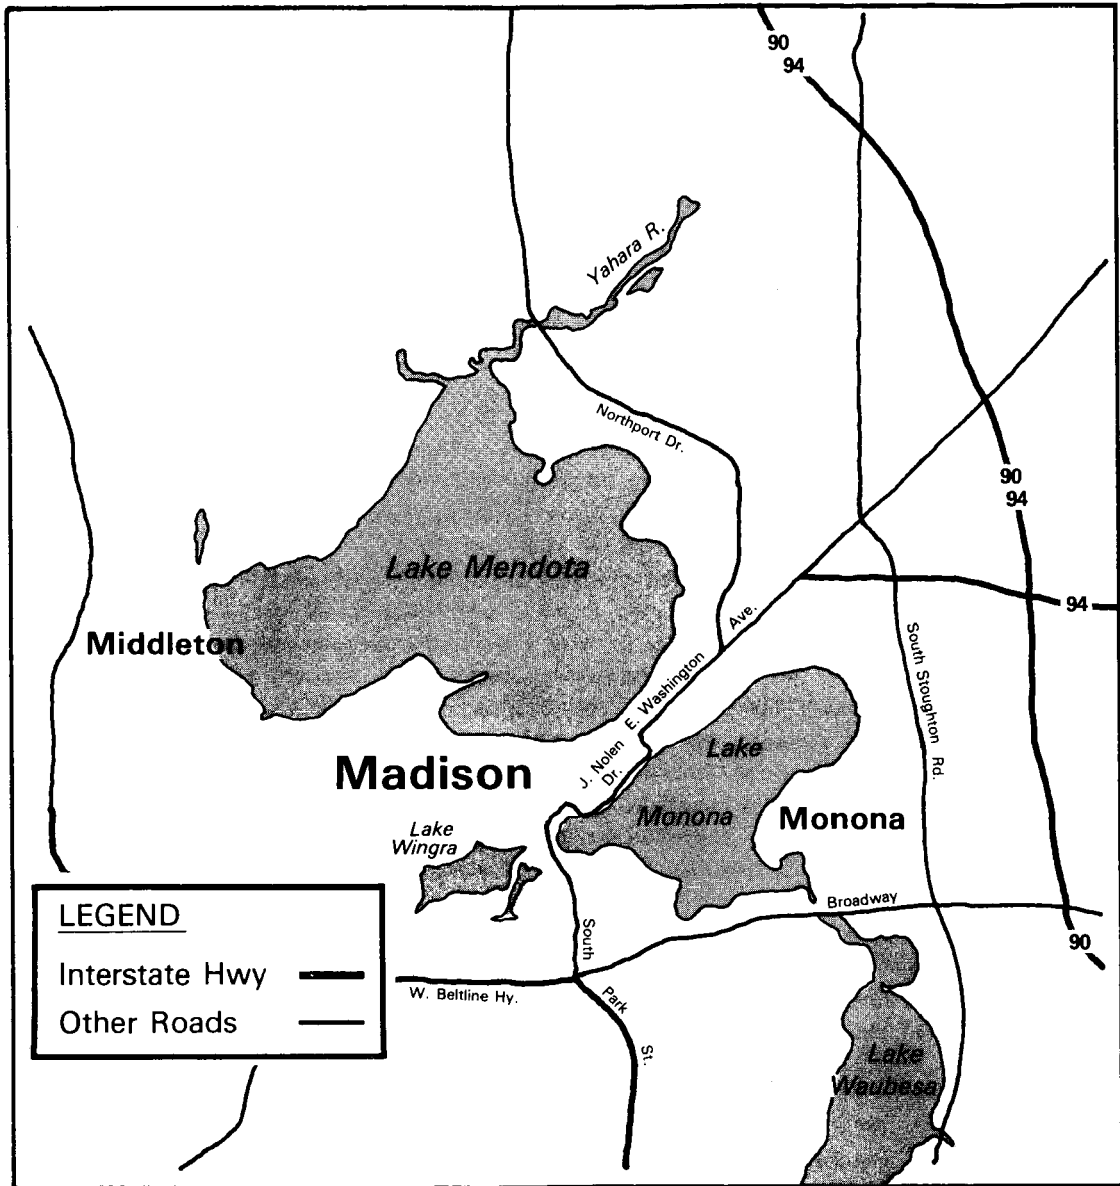 90
94
Yahara R.
Northport Dr.
90
94
Lake Mendota
94
Middleton
E. Washington Ave.
South Stoughton Rd.
Lake
Monona
J. Nolen
Dr.
Madison
Monona
Lake
Wingra
Broadway
LEGEND
Interstate Hwy
Other Roads
South Park St.
W. Beltline Hy.
90
Lake
Waubesa